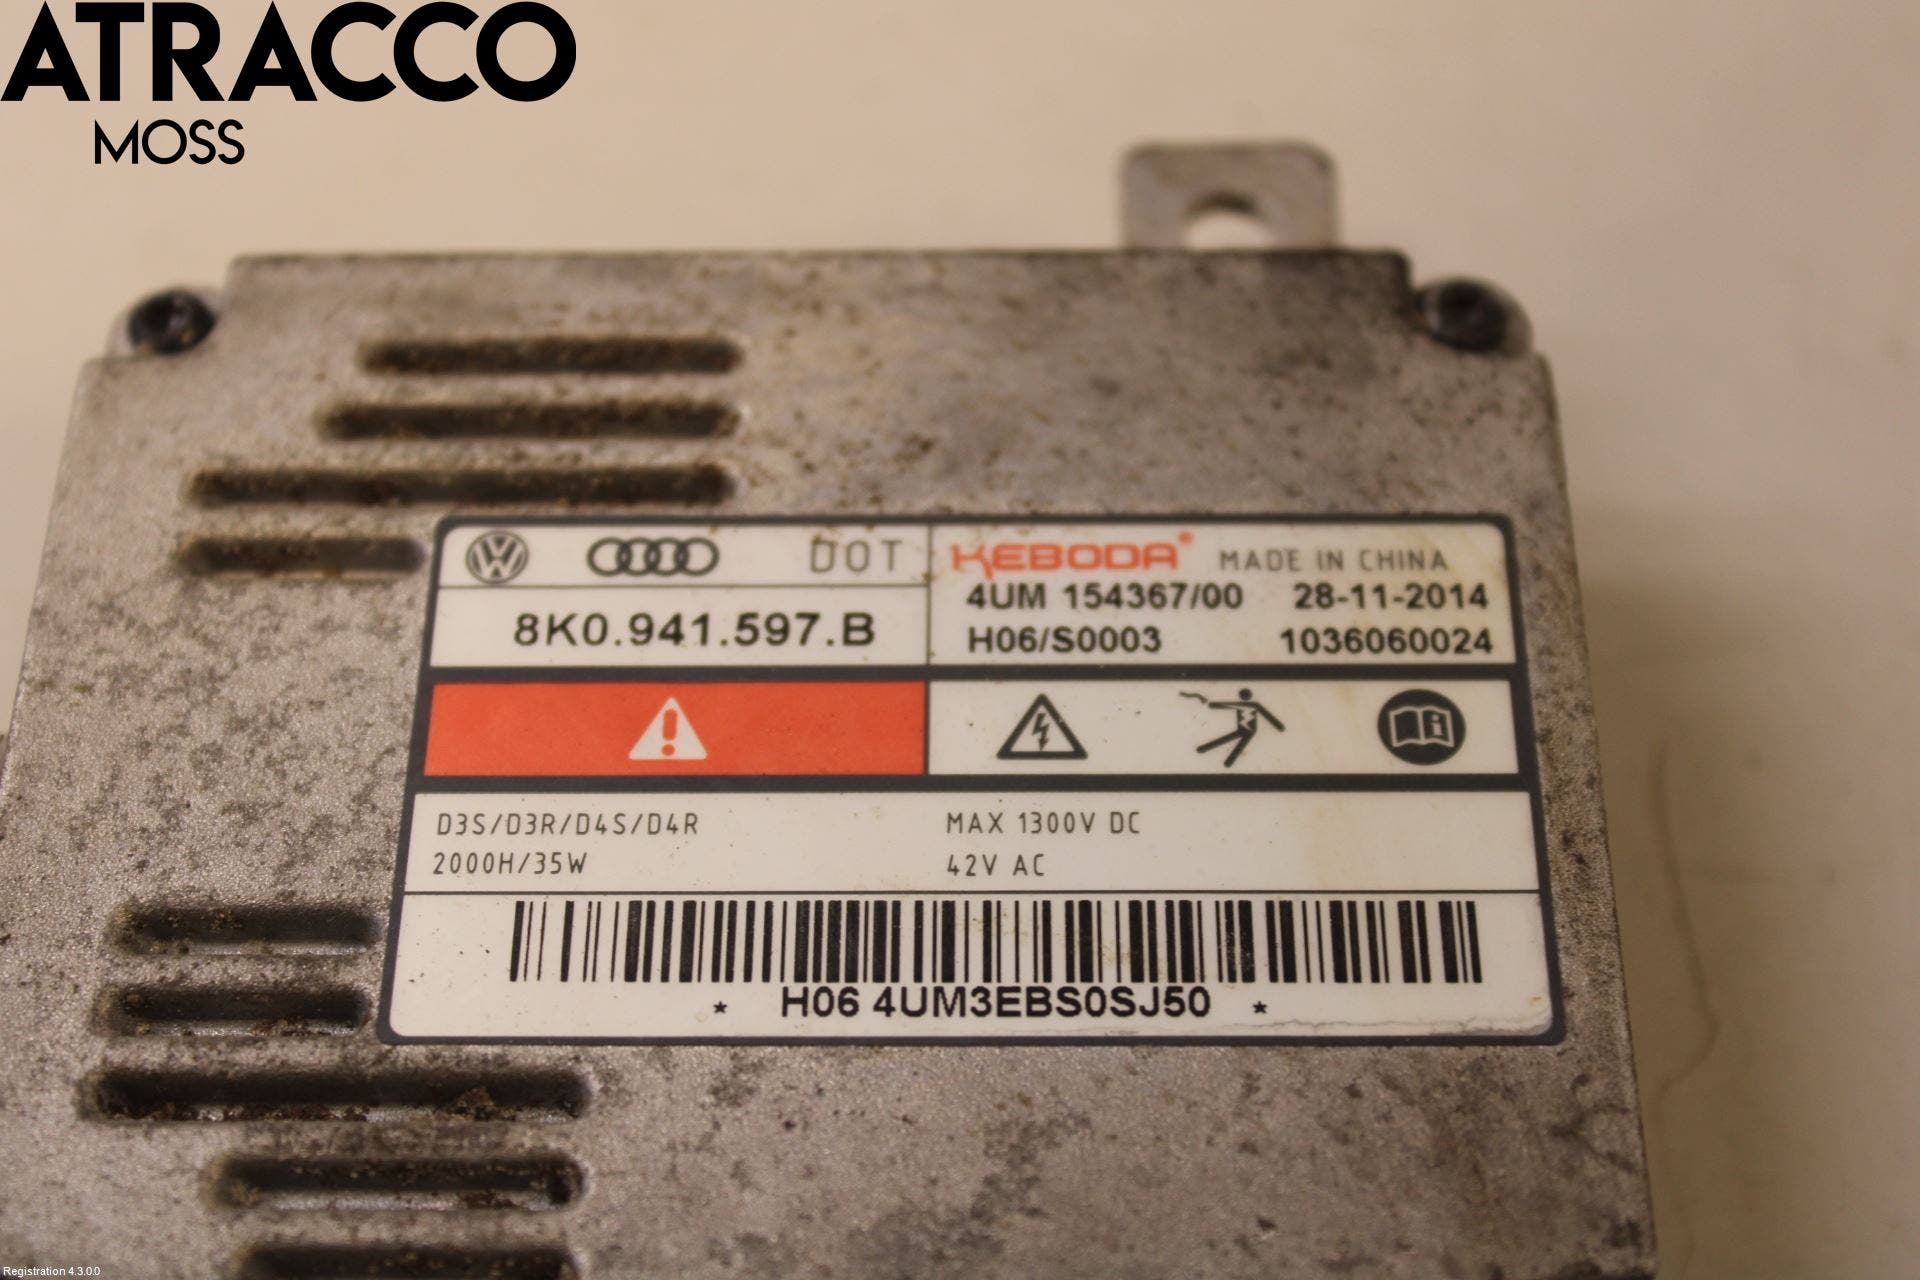 ATRACCO
MOSS
DOT
KEBODA® MADE IN CHINA
8K0.941.597.B
4UM 154367/00 28-11-2014
H06/S0003 1036060024
D3S/D3R/D4S/D4R MAX 1300V DC
2000H/35W 42V AC
* H06 4UM3EBS0SJ50 *
Registration 4.3.0.0